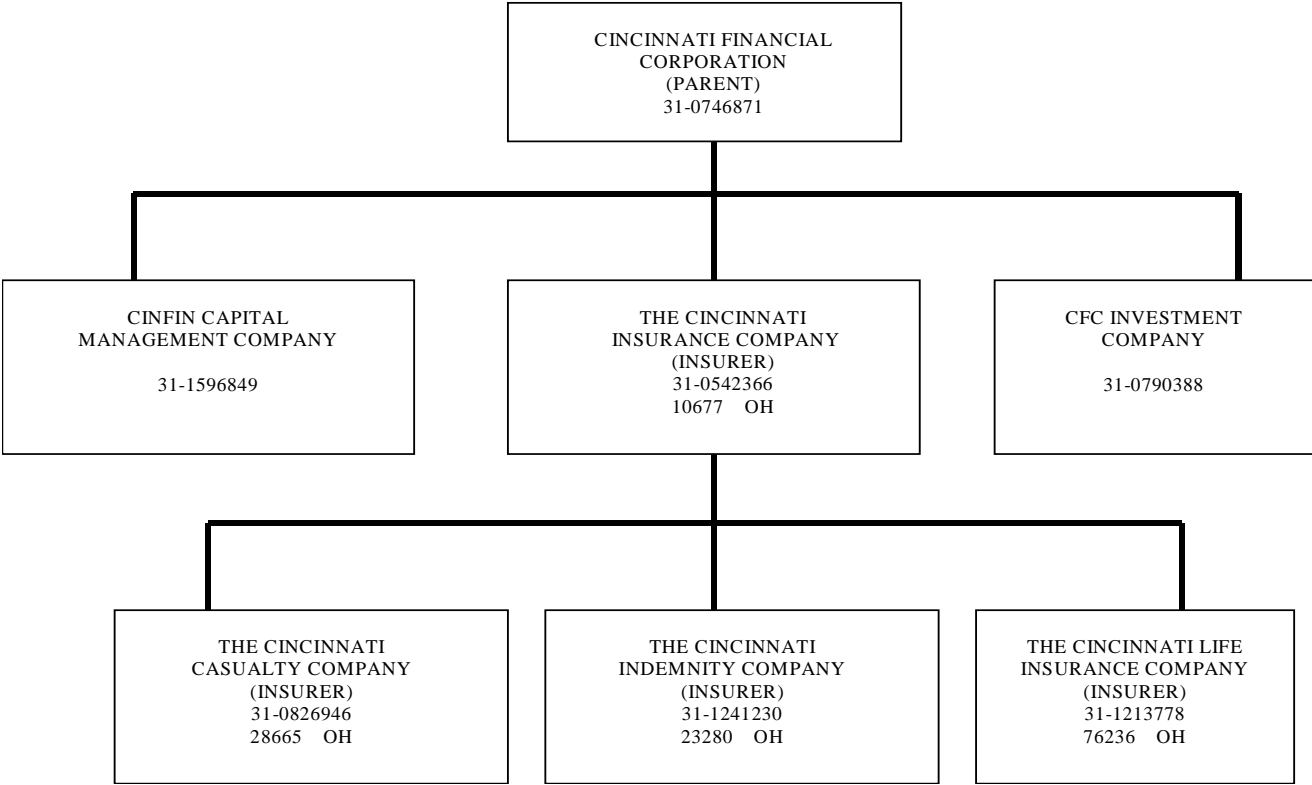 CINCINNATI FINANCIAL
CORPORATION
(PARENT)
31-0746871
CINFIN CAPITAL
MANAGEMENT COMPANY
31-1596849
THE CINCINNATI
INSURANCE COMPANY
(INSURER)
31-0542366
10677 OH
CFC INVESTMENT
COMPANY
31-0790388
THE CINCINNATI
CASUALTY COMPANY
(INSURER)
31-0826946
28665 OH
THE CINCINNATI
INDEMNITY COMPANY
(INSURER)
31-1241230
23280 OH
THE CINCINNATI LIFE
INSURANCE COMPANY
(INSURER)
31-1213778
76236 OH